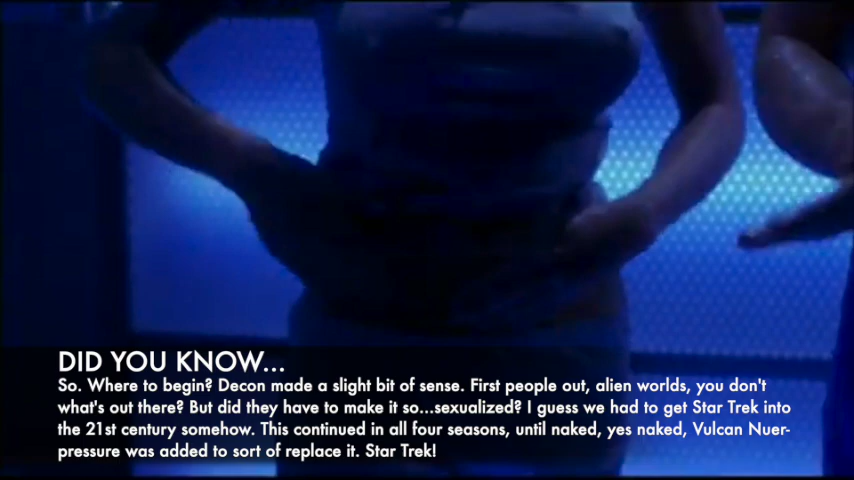 DID YOU KNOW...
So. Where to begin? Decon made a slight bit of sense. First people out, alien worlds, you don't
what's out there? But did they have to make it so...sexualized? I guess we had to get Star Trek into
the 21st century somehow. This continued in all four seasons, until naked, yes naked, Vulcan Nuer-
pressure was added to sort of replace it. Star Trek!